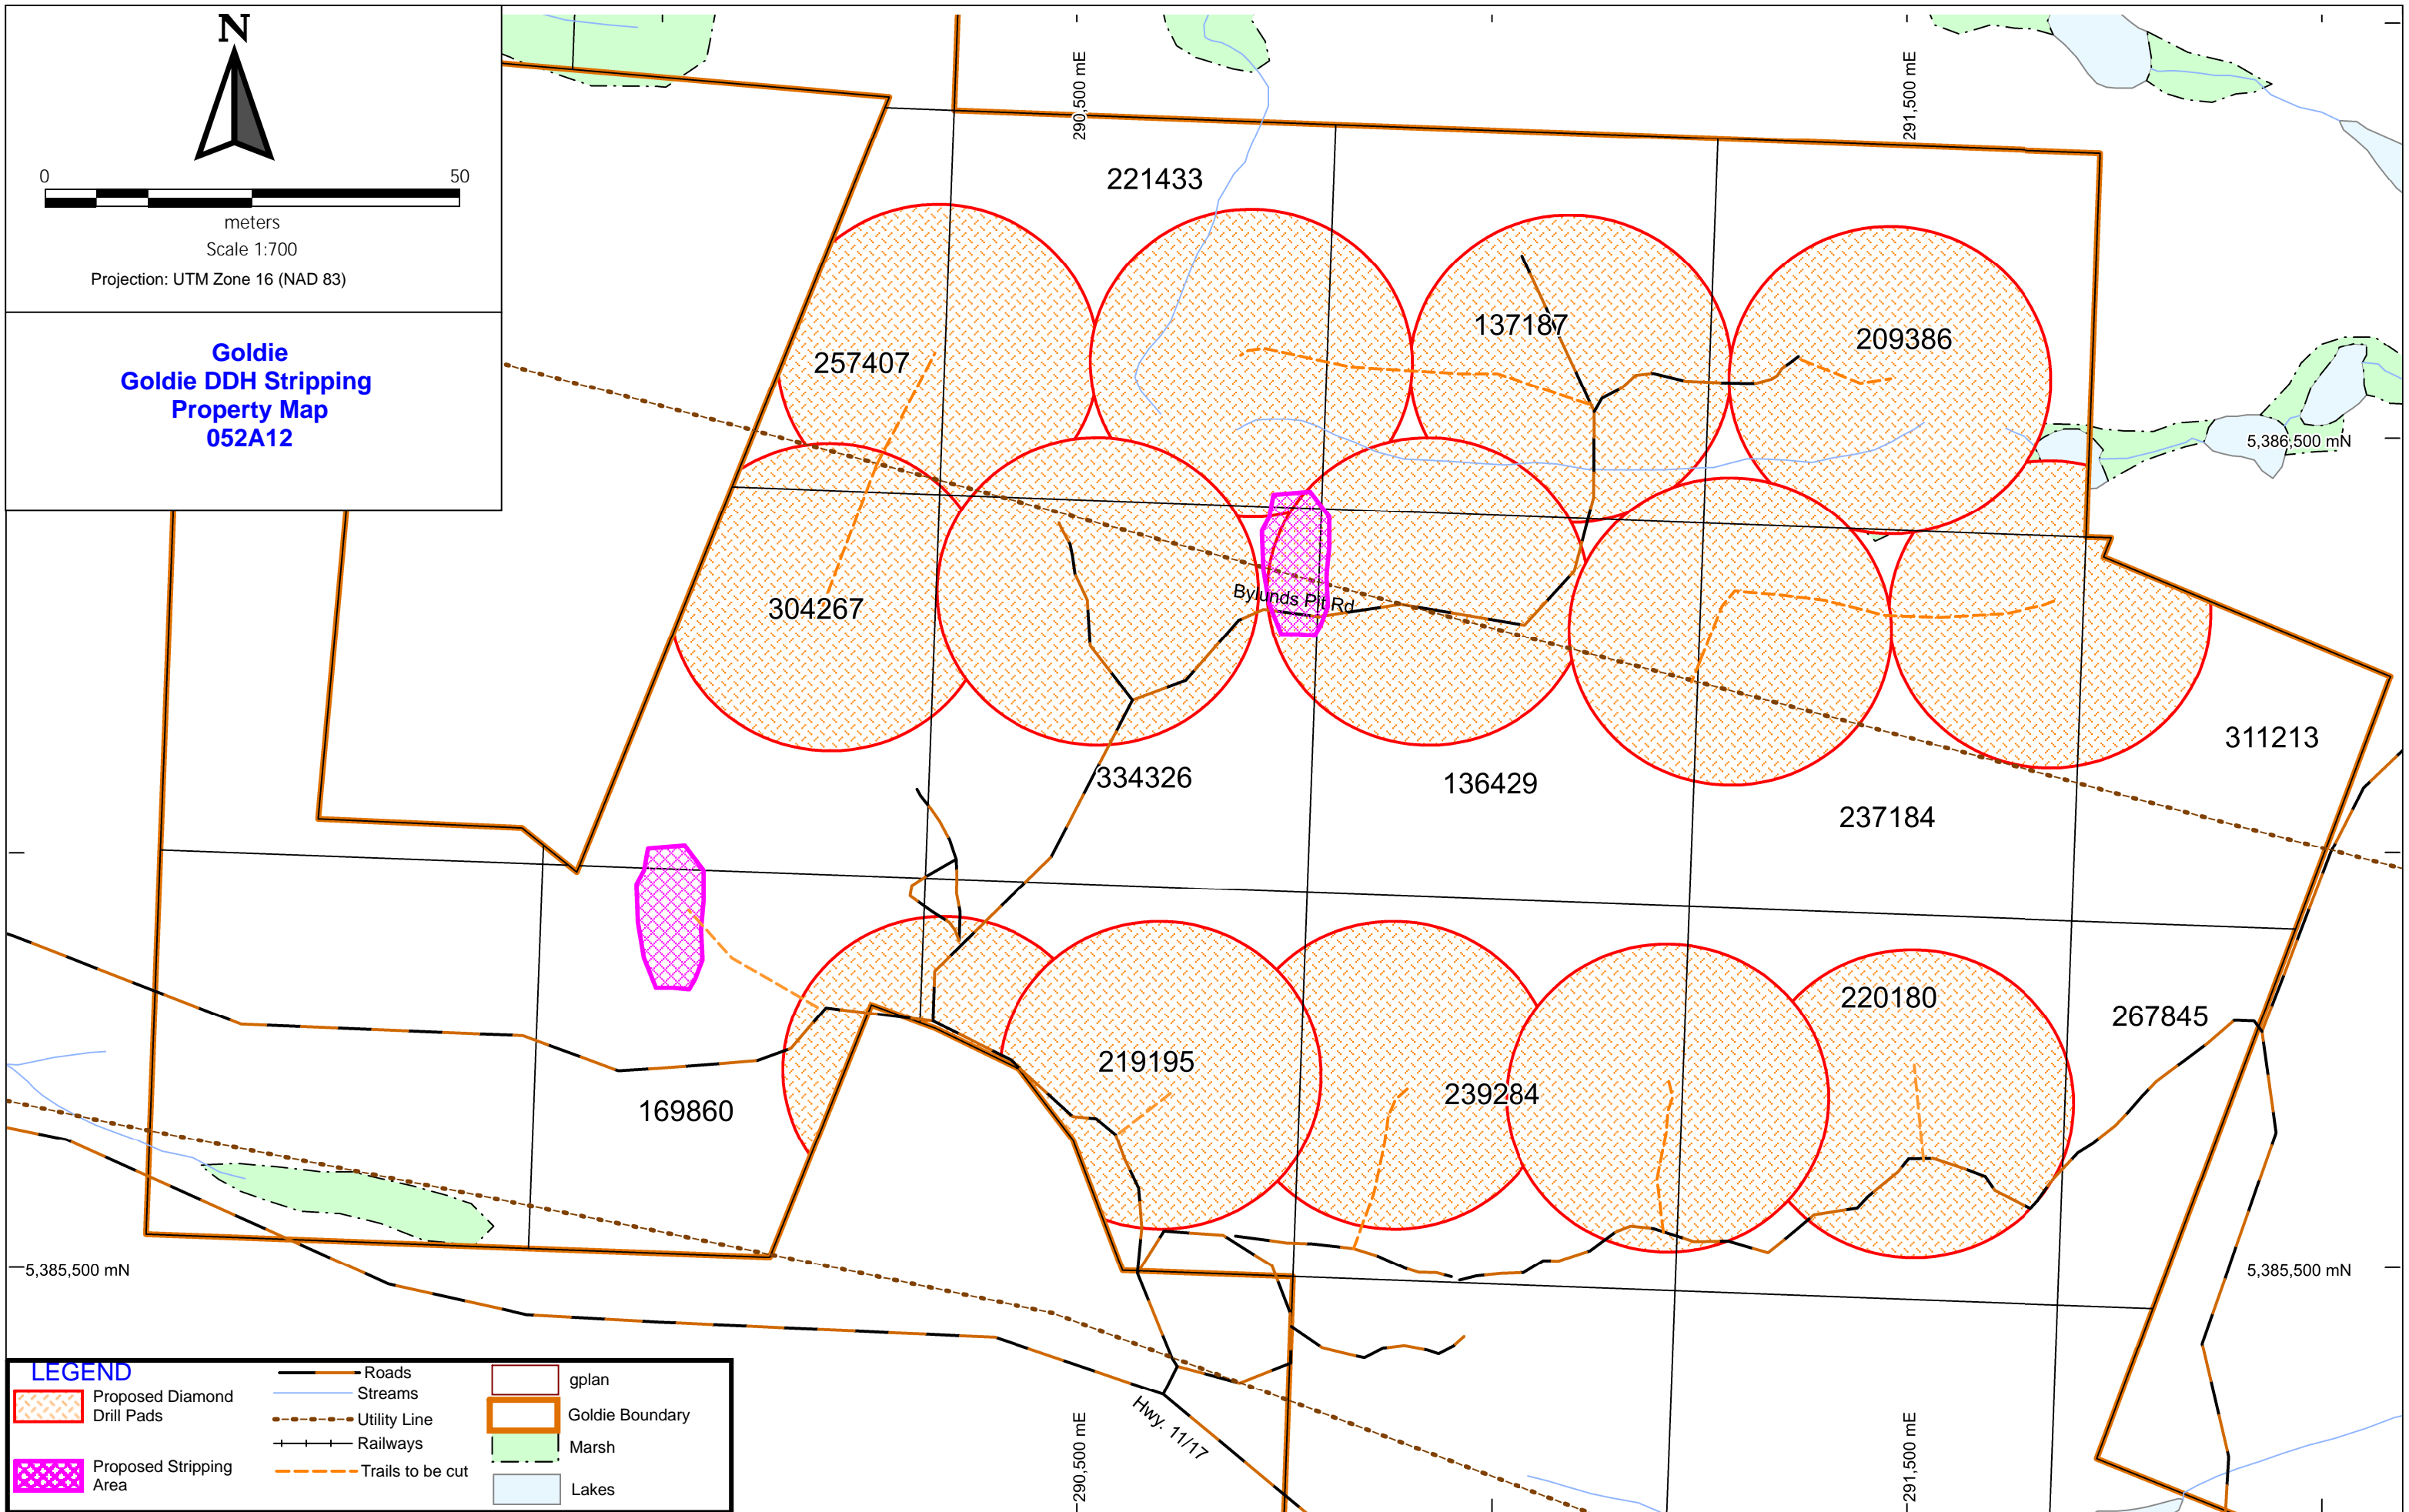 N
0 50
meters
Scale 1:700
Projection: UTM Zone 16 (NAD 83)
Goldie
Goldie DDH Stripping
Property Map
052A12
290,500 mE
291,500 mE
221433
137187
209386
257407
5,386,500 mN
304267
Bylunds Pit Rd
311213
334326
136429
237184
220180
267845
219195
239284
169860
5,385,500 mN
5,385,500 mN
Hwy. 11/17
290,500 mE
291,500 mE
LEGEND
Proposed Diamond
Drill Pads
Proposed Stripping
Area
Roads
Streams
Utility Line
Railways
Trails to be cut
gplan
Goldie Boundary
Marsh
Lakes